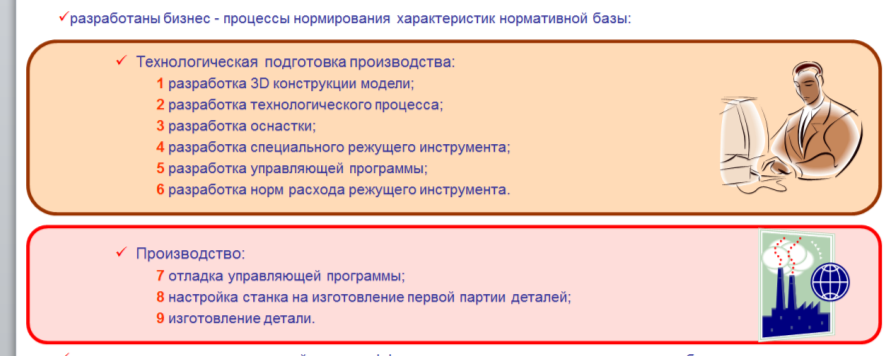 разработаны бизнес - процессы нормирования характеристик нормативной базы:
Технологическая подготовка производства:
1 разработка 3D конструкции модели;
2 разработка технологического процесса;
3 разработка оснастки;
4 разработка специального режущего инструмента;
5 разработка управляющей программы;
6 разработка норм расхода режущего инструмента.
Производство:
7 отладка управляющей программы;
8 настройка станка на изготовление первой партии деталей;
9 изготовление детали.